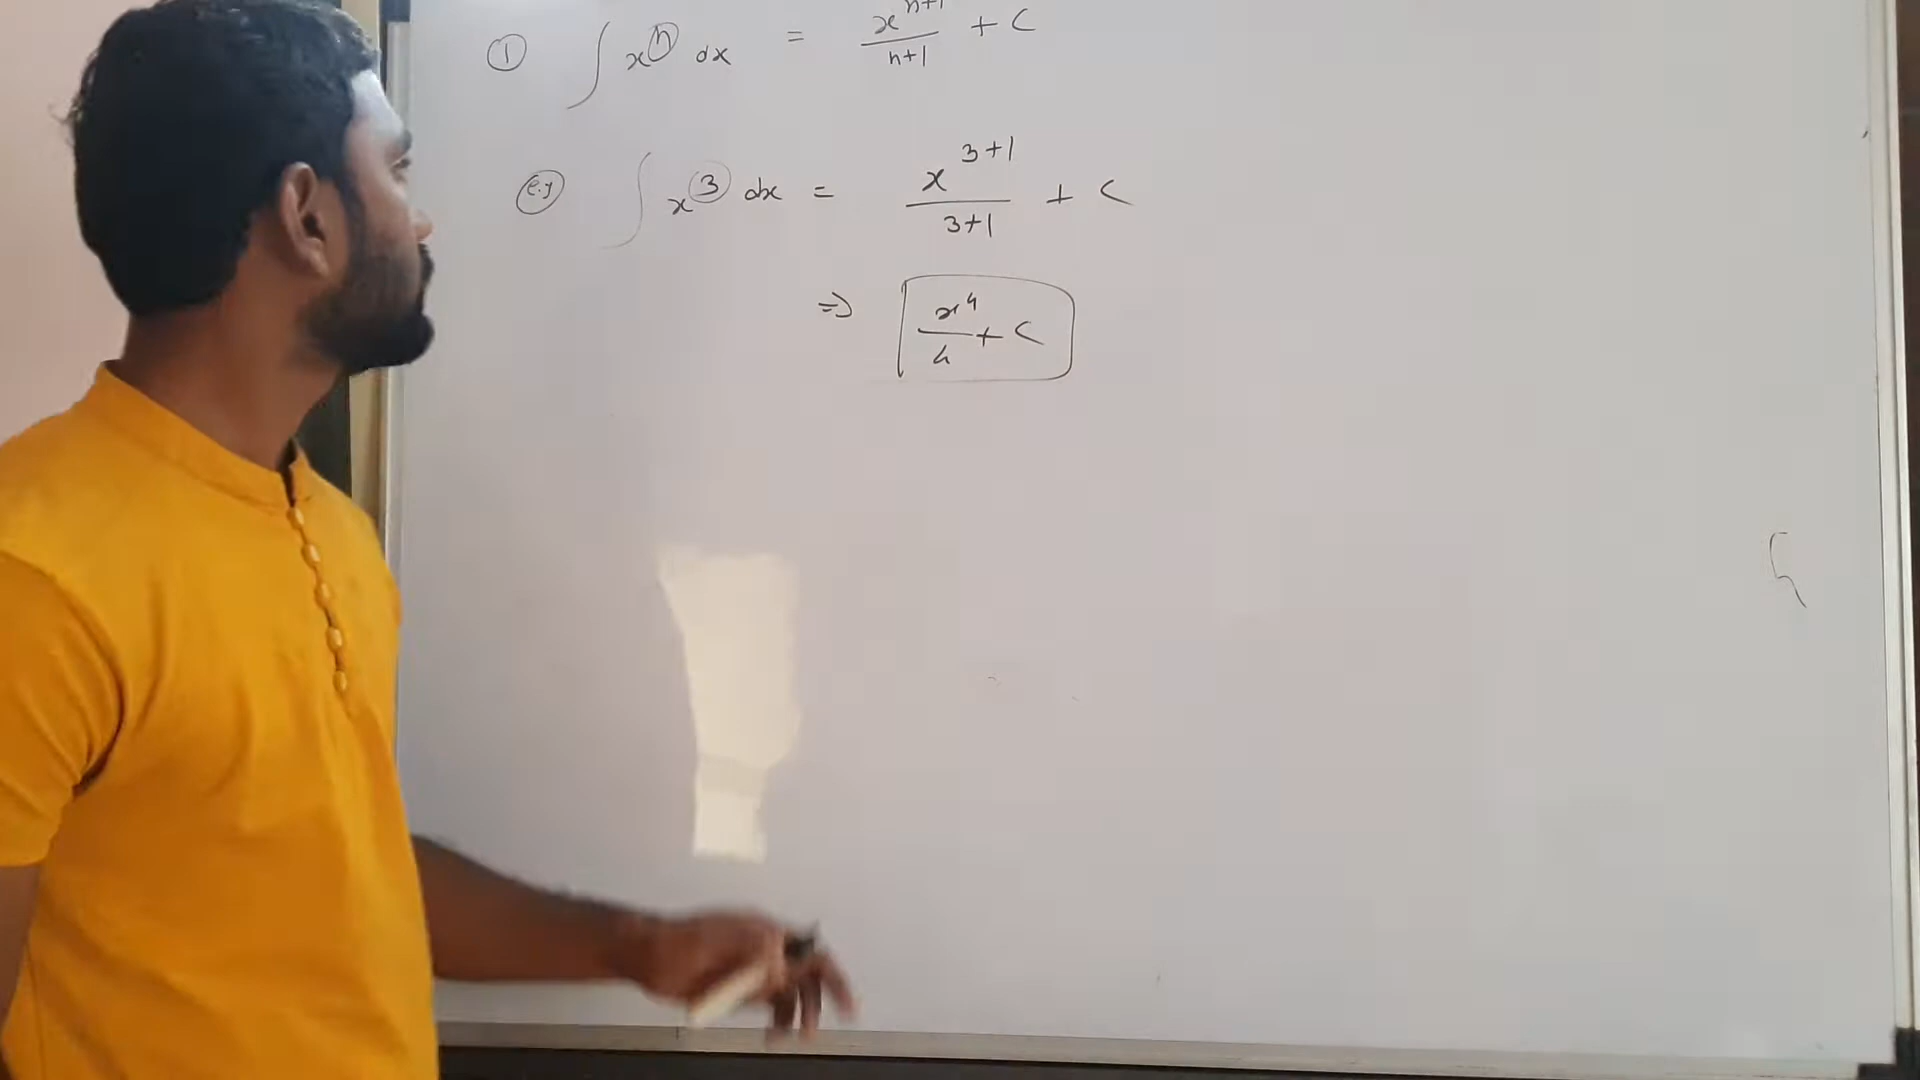 ① ∫ xⁿ dx = xⁿ⁺¹/n+1 + C
e.g ∫ x³ dx = x³⁺¹/3+1 + C
⇒ x⁴/4 + C